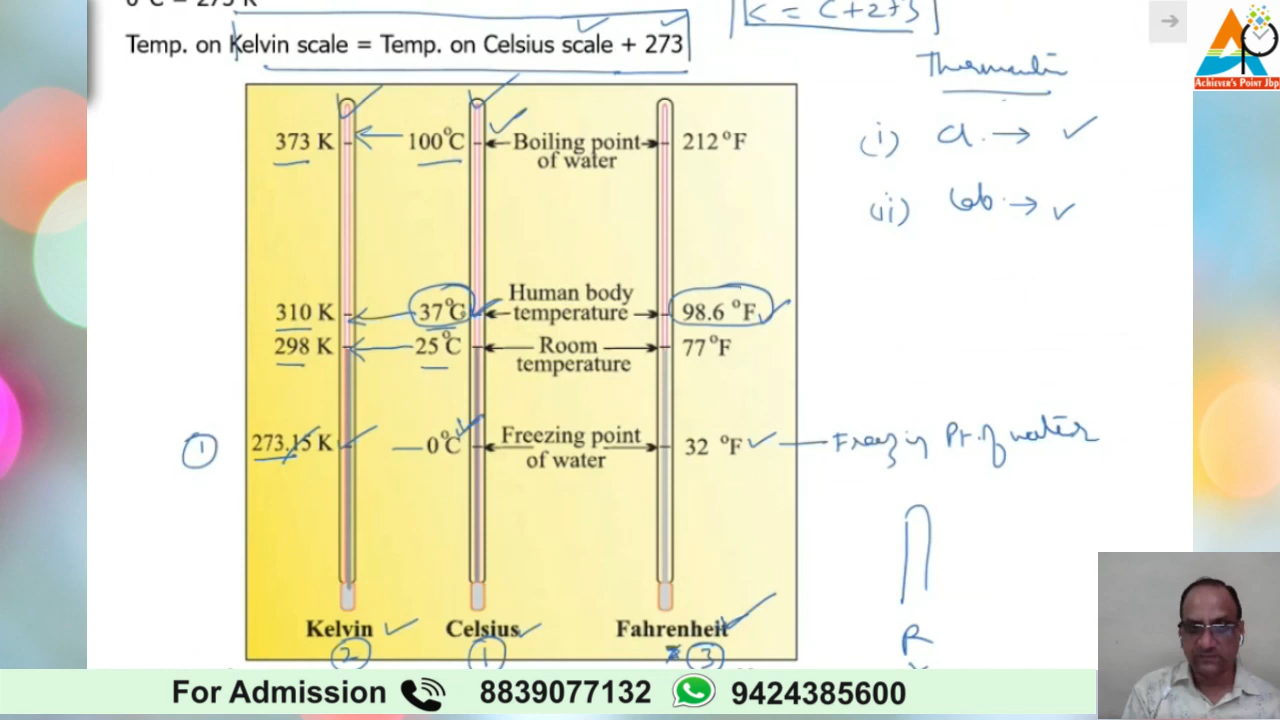 0°C = 273 K
K = C + 273
Temp. on Kelvin scale = Temp. on Celsius scale + 273
ACHIEVER'S POINT Jbp
(i) cl. → ✓
(ii) Lab. → ✓
373 K 100°C Boiling point of water 212°F
310 K 37°C Human body temperature 98.6 °F
298 K 25°C Room temperature 77°F
① 273.15 K 0°C Freezing point of water 32 °F Freezing Pt. of water
R
Kelvin Celsius Fahrenheit
② ① ③
For Admission 8839077132 9424385600